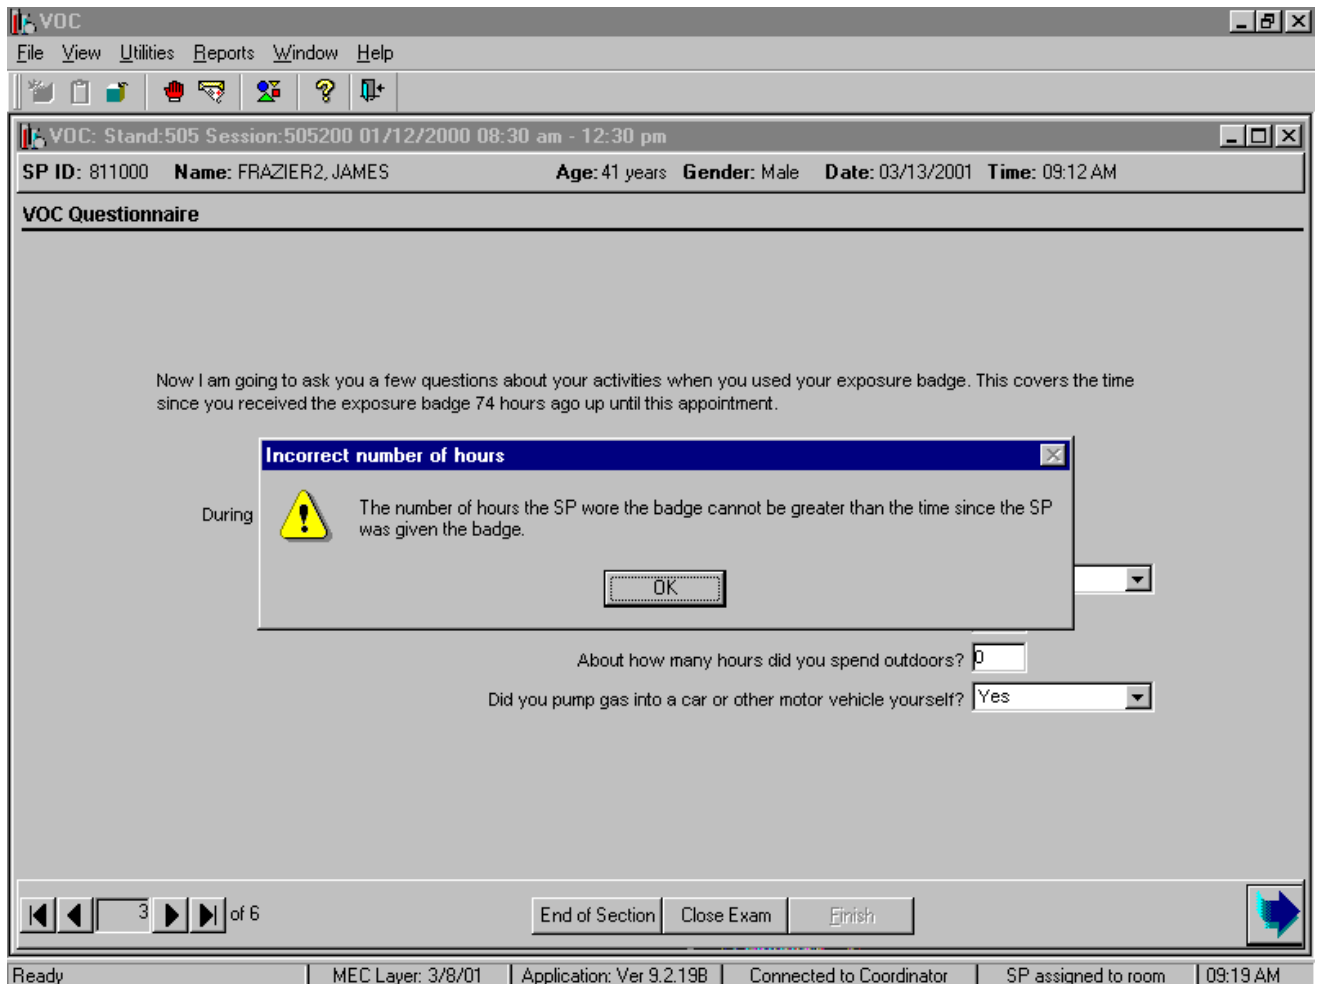 VOC
File View Utilities Reports Window Help
VOC: Stand:505 Session:505200 01/12/2000 08:30 am - 12:30 pm
SP ID: 811000 Name: FRAZIER2, JAMES Age: 41 years Gender: Male Date: 03/13/2001 Time: 09:12 AM
VOC Questionnaire
Now I am going to ask you a few questions about your activities when you used your exposure badge. This covers the time
since you received the exposure badge 74 hours ago up until this appointment.
Incorrect number of hours
During
The number of hours the SP wore the badge cannot be greater than the time since the SP
was given the badge.
OK
About how many hours did you spend outdoors? 0
Did you pump gas into a car or other motor vehicle yourself? Yes
3 of 6 End of Section Close Exam Finish
Ready MEC Layer: 3/8/01 Application: Ver 9.2.19B Connected to Coordinator SP assigned to room 09:19 AM